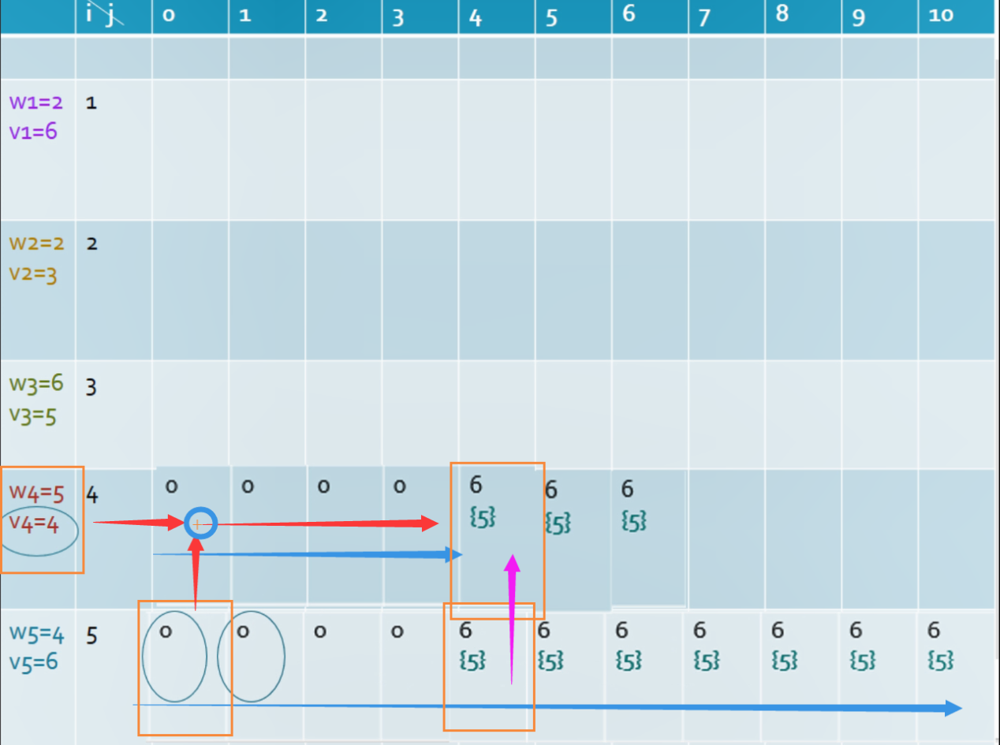 i j 0 1 2 3 4 5 6 7 8 9 10
w1=2 1
v1=6
w2=2 2
v2=3
w3=6 3
v3=5
w4=5 4 0 0 0 0 6 6 6
v4=4 {5} {5} {5}
w5=4 5 0 0 0 0 6 6 6 6 6 6 6
v5=6 {5} {5} {5} {5} {5} {5} {5}